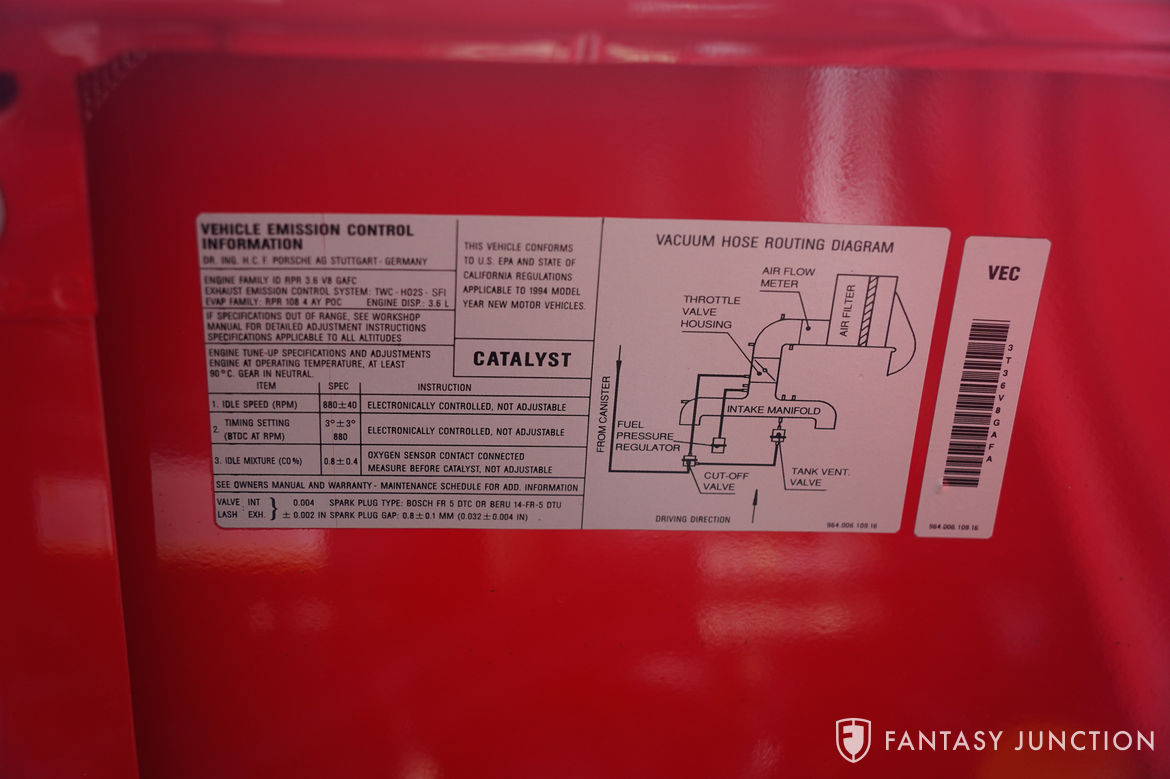 VEHICLE EMISSION CONTROL
INFORMATION
DR. ING. H.C. F. PORSCHE AG STUTTGART - GERMANY
ENGINE FAMILY ID RPR 3.6 V8 GAFC
EXHAUST EMISSION CONTROL SYSTEM: TWC - HO2S - SFI
EVAP FAMILY: RPR 108 4 AY POC ENGINE DISP.: 3.6 L
IF SPECIFICATIONS OUT OF RANGE, SEE WORKSHOP
MANUAL FOR DETAILED ADJUSTMENT INSTRUCTIONS
SPECIFICATIONS APPLICABLE TO ALL ALTITUDES
ENGINE TUNE-UP SPECIFICATIONS AND ADJUSTMENTS
ENGINE AT OPERATING TEMPERATURE, AT LEAST
90°C. GEAR IN NEUTRAL.
THIS VEHICLE CONFORMS
TO U.S. EPA AND STATE OF
CALIFORNIA REGULATIONS
APPLICABLE TO 1994 MODEL
YEAR NEW MOTOR VEHICLES.
CATALYST
ITEM SPEC INSTRUCTION
1. IDLE SPEED (RPM) 880±40 ELECTRONICALLY CONTROLLED, NOT ADJUSTABLE
2. TIMING SETTING 3°±3° ELECTRONICALLY CONTROLLED, NOT ADJUSTABLE
(BTDC AT RPM) 880
3. IDLE MIXTURE (CO%) 0.8±0.4 OXYGEN SENSOR CONTACT CONNECTED
MEASURE BEFORE CATALYST, NOT ADJUSTABLE
SEE OWNERS MANUAL AND WARRANTY - MAINTENANCE SCHEDULE FOR ADD. INFORMATION
VALVE INT } 0.004 SPARK PLUG TYPE: BOSCH FR 5 DTC OR BERU 14-FR-5 DTU
LASH EXH. ± 0.002 IN SPARK PLUG GAP: 0.8±0.1 MM (0.032±0.004 IN)
VACUUM HOSE ROUTING DIAGRAM
AIR FLOW
METER
AIR FILTER
THROTTLE
VALVE
HOUSING
FROM CANISTER
INTAKE MANIFOLD
FUEL
PRESSURE
REGULATOR
CUT-OFF
VALVE
TANK VENT.
VALVE
DRIVING DIRECTION
964.006.109.16
VEC
3T36V8GAFA
964.006.109.16
FANTASY JUNCTION